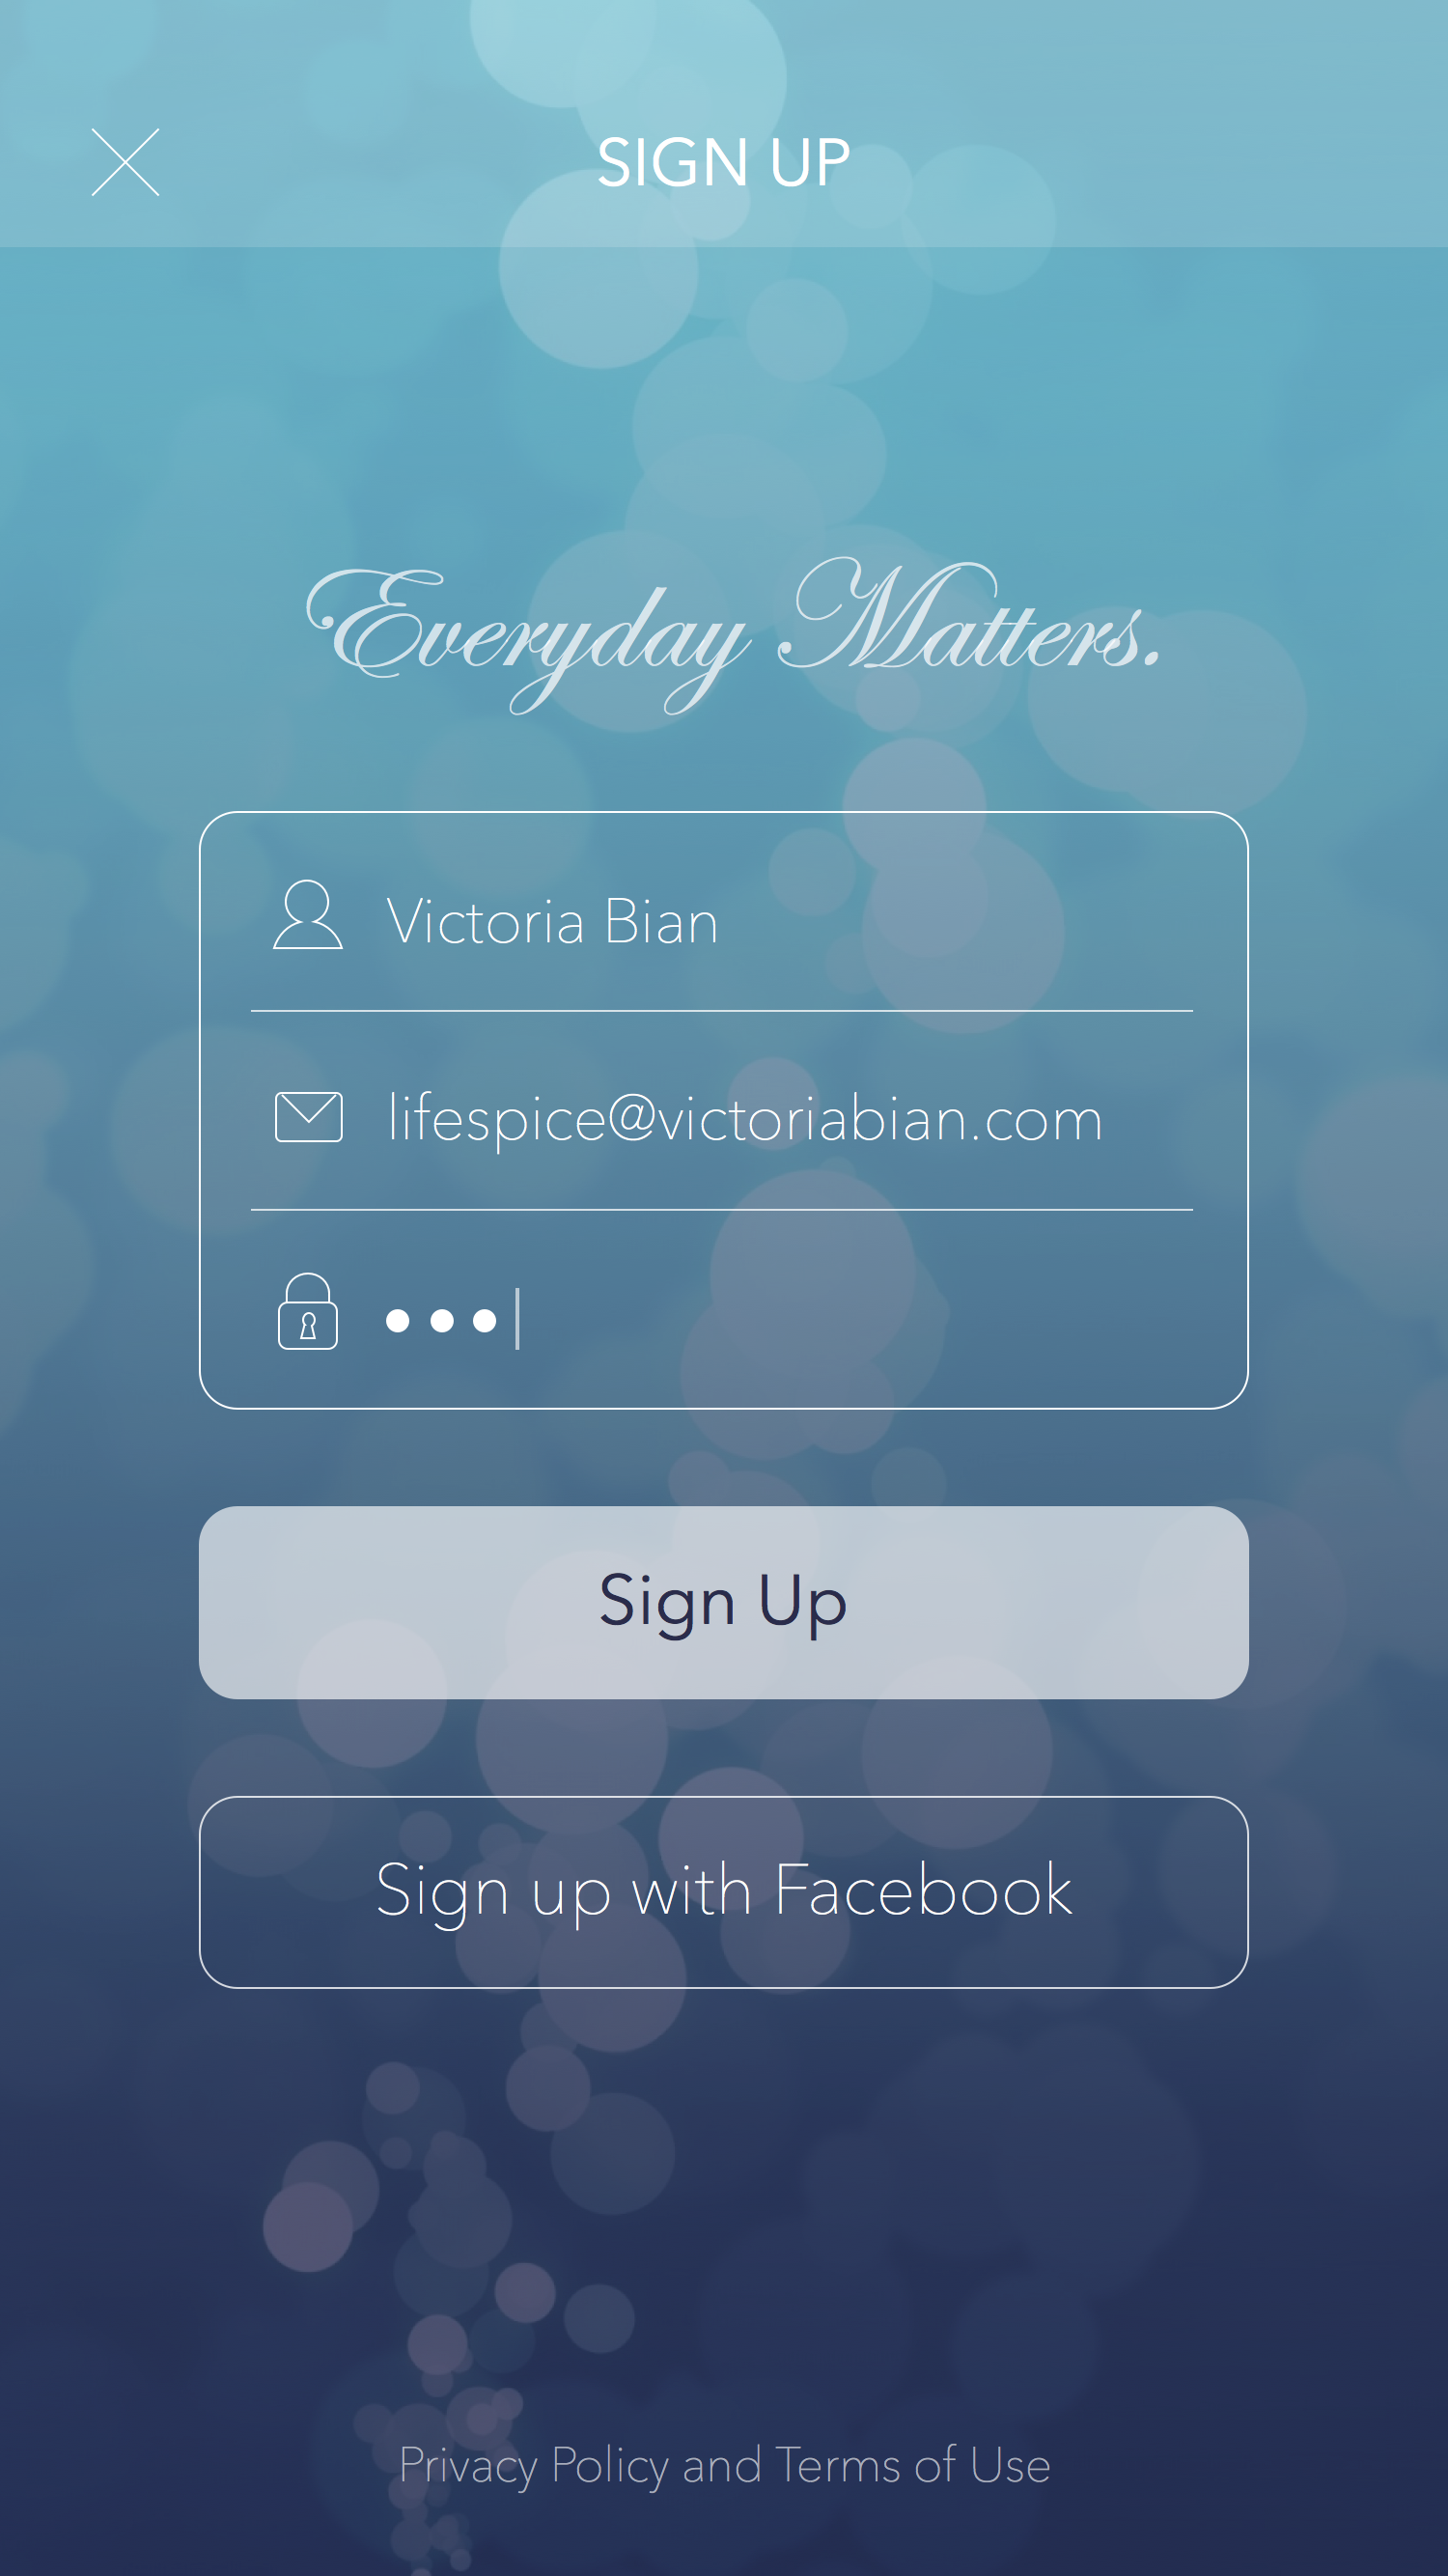 SIGN UP
Everyday Matters.
Victoria Bian
lifespice@victoriabian.com
Sign Up
Sign up with Facebook
Privacy Policy and Terms of Use